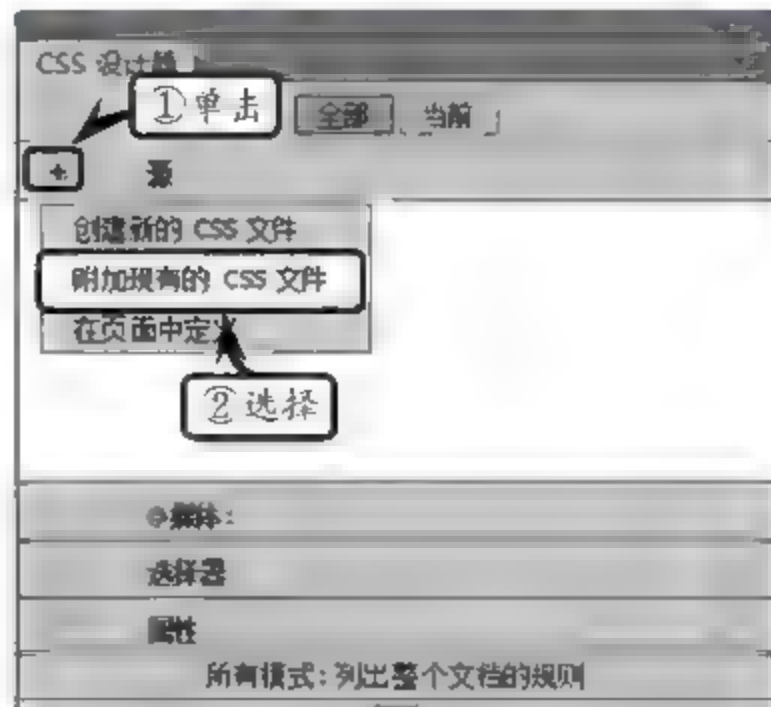 CSS 设计器
①单击 全部 当前
+ 源
创建新的 CSS 文件
附加现有的 CSS 文件
在页面中定义
②选择
@媒体:
选择器
属性
所有模式:列出整个文档的规则